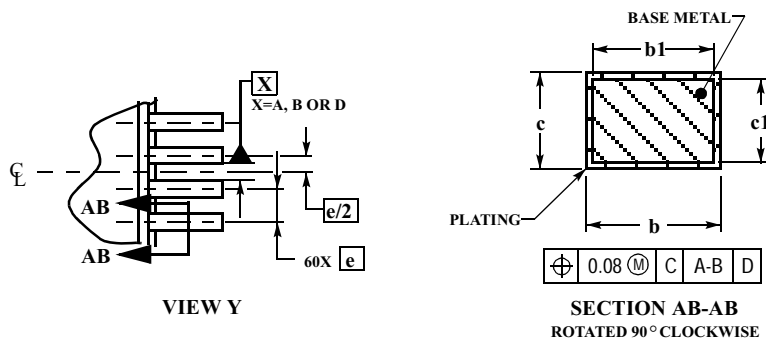 X
X=A, B OR D
CL
AB
AB
e/2
60X e
VIEW Y
BASE METAL
b1
c
c1
PLATING
b
⌖ 0.08 Ⓜ C A-B D
SECTION AB-AB
ROTATED 90° CLOCKWISE